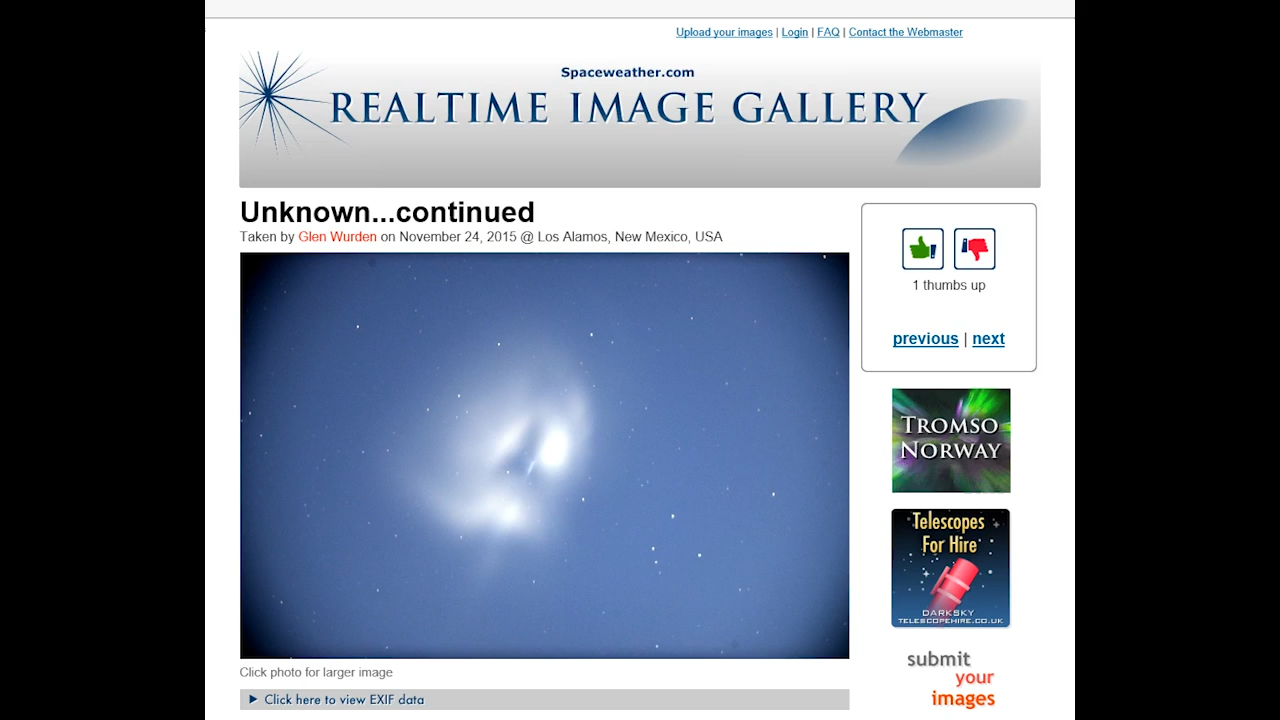 Upload your images | Login | FAQ | Contact the Webmaster
Spaceweather.com
REALTIME IMAGE GALLERY
Unknown...continued
Taken by Glen Wurden on November 24, 2015 @ Los Alamos, New Mexico, USA
1 thumbs up
previous | next
TROMSO
NORWAY
Telescopes
For Hire
DARKSKY
TELESCOPEHIRE.CO.UK
submit
your
images
Click photo for larger image
Click here to view EXIF data